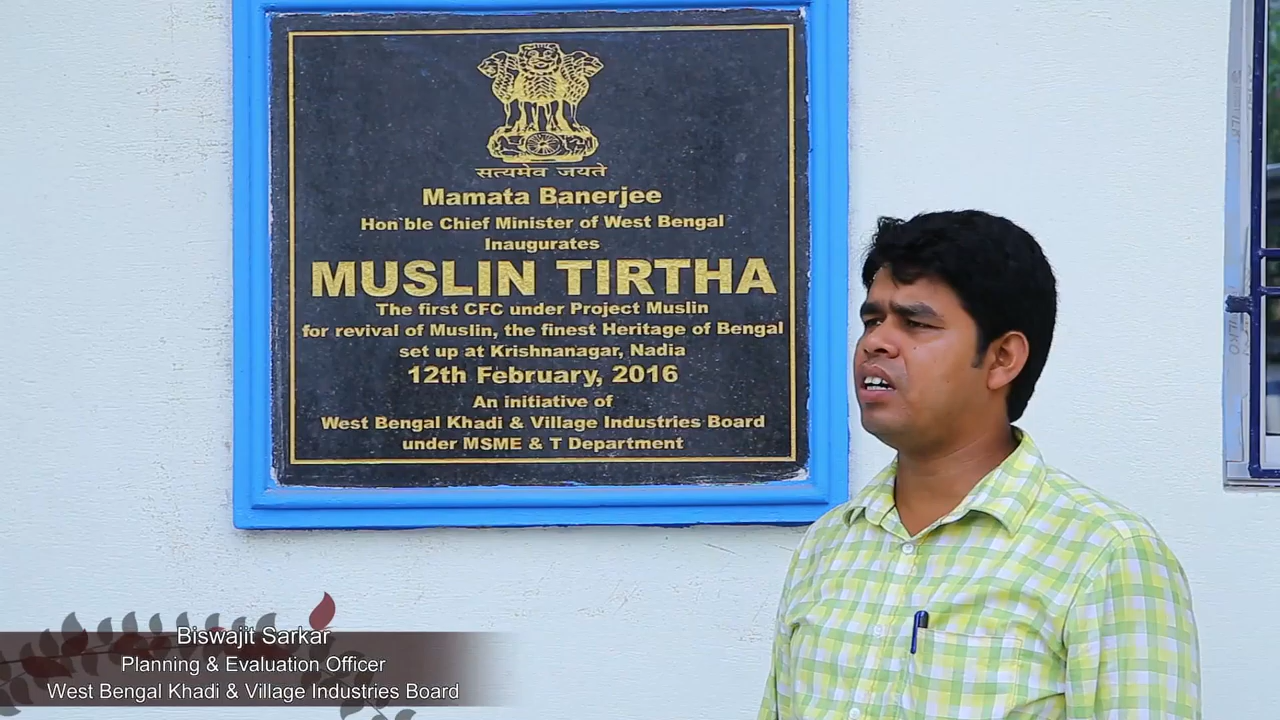 सत्यमेव जयते
Mamata Banerjee
Hon`ble Chief Minister of West Bengal
Inaugurates
MUSLIN TIRTHA
The first CFC under Project Muslin
for revival of Muslin, the finest Heritage of Bengal
set up at Krishnanagar, Nadia
12th February, 2016
An initiative of
West Bengal Khadi & Village Industries Board
under MSME & T Department
Biswajit Sarkar
Planning & Evaluation Officer
West Bengal Khadi & Village Industries Board